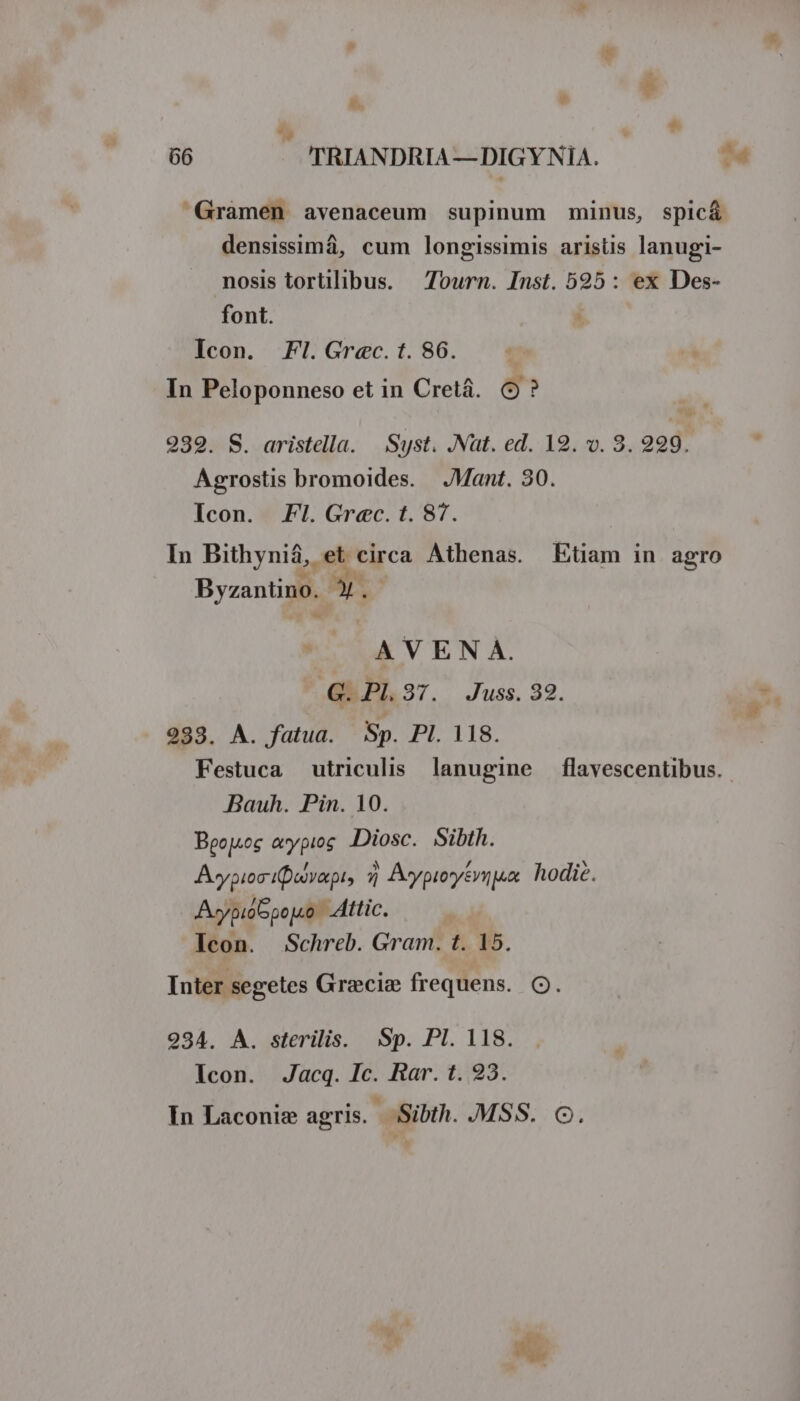 66 TRIANDRIA—DIGYNIA.
Gramen avenaceum supinum minus, spicâ
densissimâ, cum longissimis aristis lanugi-
nosis tortilibus. Tourn. Inst. 525: ex Des-
font.
Icon. Fl. Græc. t. 86.
In Peloponneso et in Cretâ. ☉?
232. S. aristella. Syst. Nat. ed. 12. v. 3. 229.
Agrostis bromoides. Mant. 30.
Icon. Fl. Græc. t. 87.
In Bithyniâ, et circa Athenas. Etiam in agro
Byzantino. ♃.
AVENA.
G. Pl. 37. Juss. 32.
233. A. fatua. Sp. Pl. 118.
Festuca utriculis lanugine flavescentibus.
Bauh. Pin. 10.
Βρομος αγριος Diosc. Sibth.
Αγριοσιφώναρι, ἢ Αγριογένημα hodiè.
Αγριόϐρομο Attic.
Icon. Schreb. Gram. t. 15.
Inter segetes Græciæ frequens. ☉.
234. A. sterilis. Sp. Pl. 118.
Icon. Jacq. Ic. Rar. t. 23.
In Laconiæ agris. Sibth. MSS. ☉.